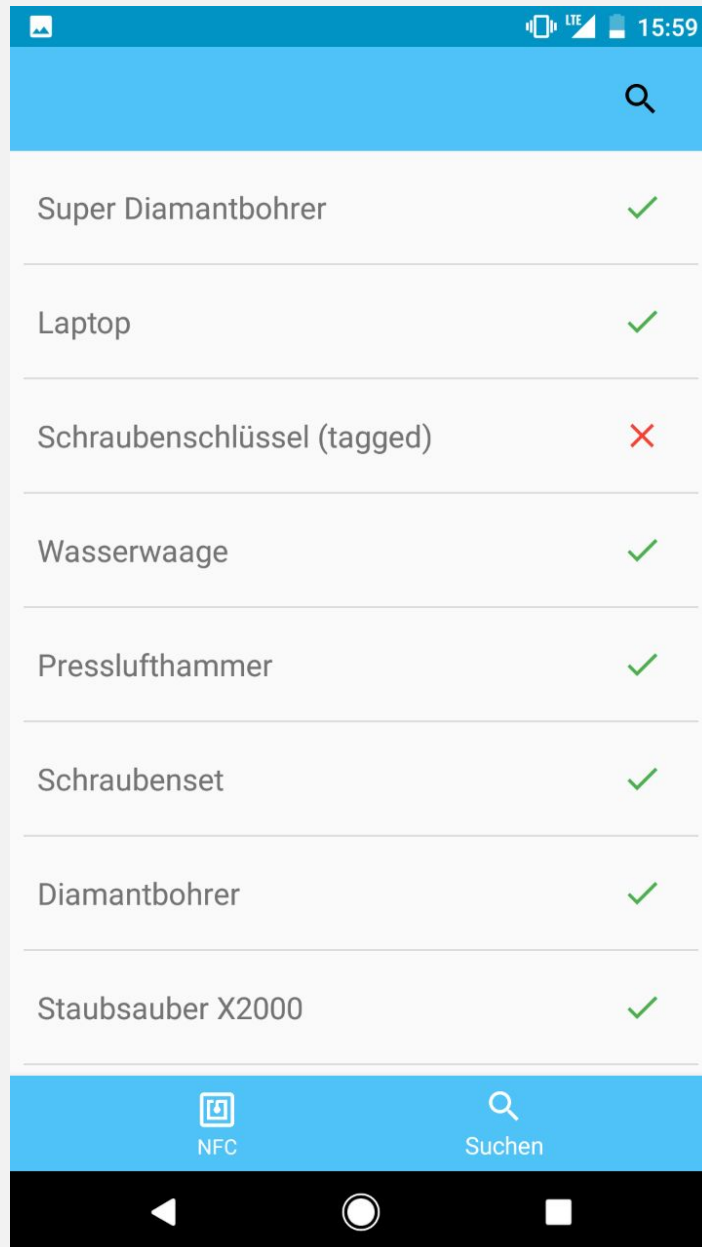 LTE 15:59
Super Diamantbohrer
Laptop
Schraubenschlüssel (tagged)
Wasserwaage
Presslufthammer
Schraubenset
Diamantbohrer
Staubsauber X2000
NFC Suchen